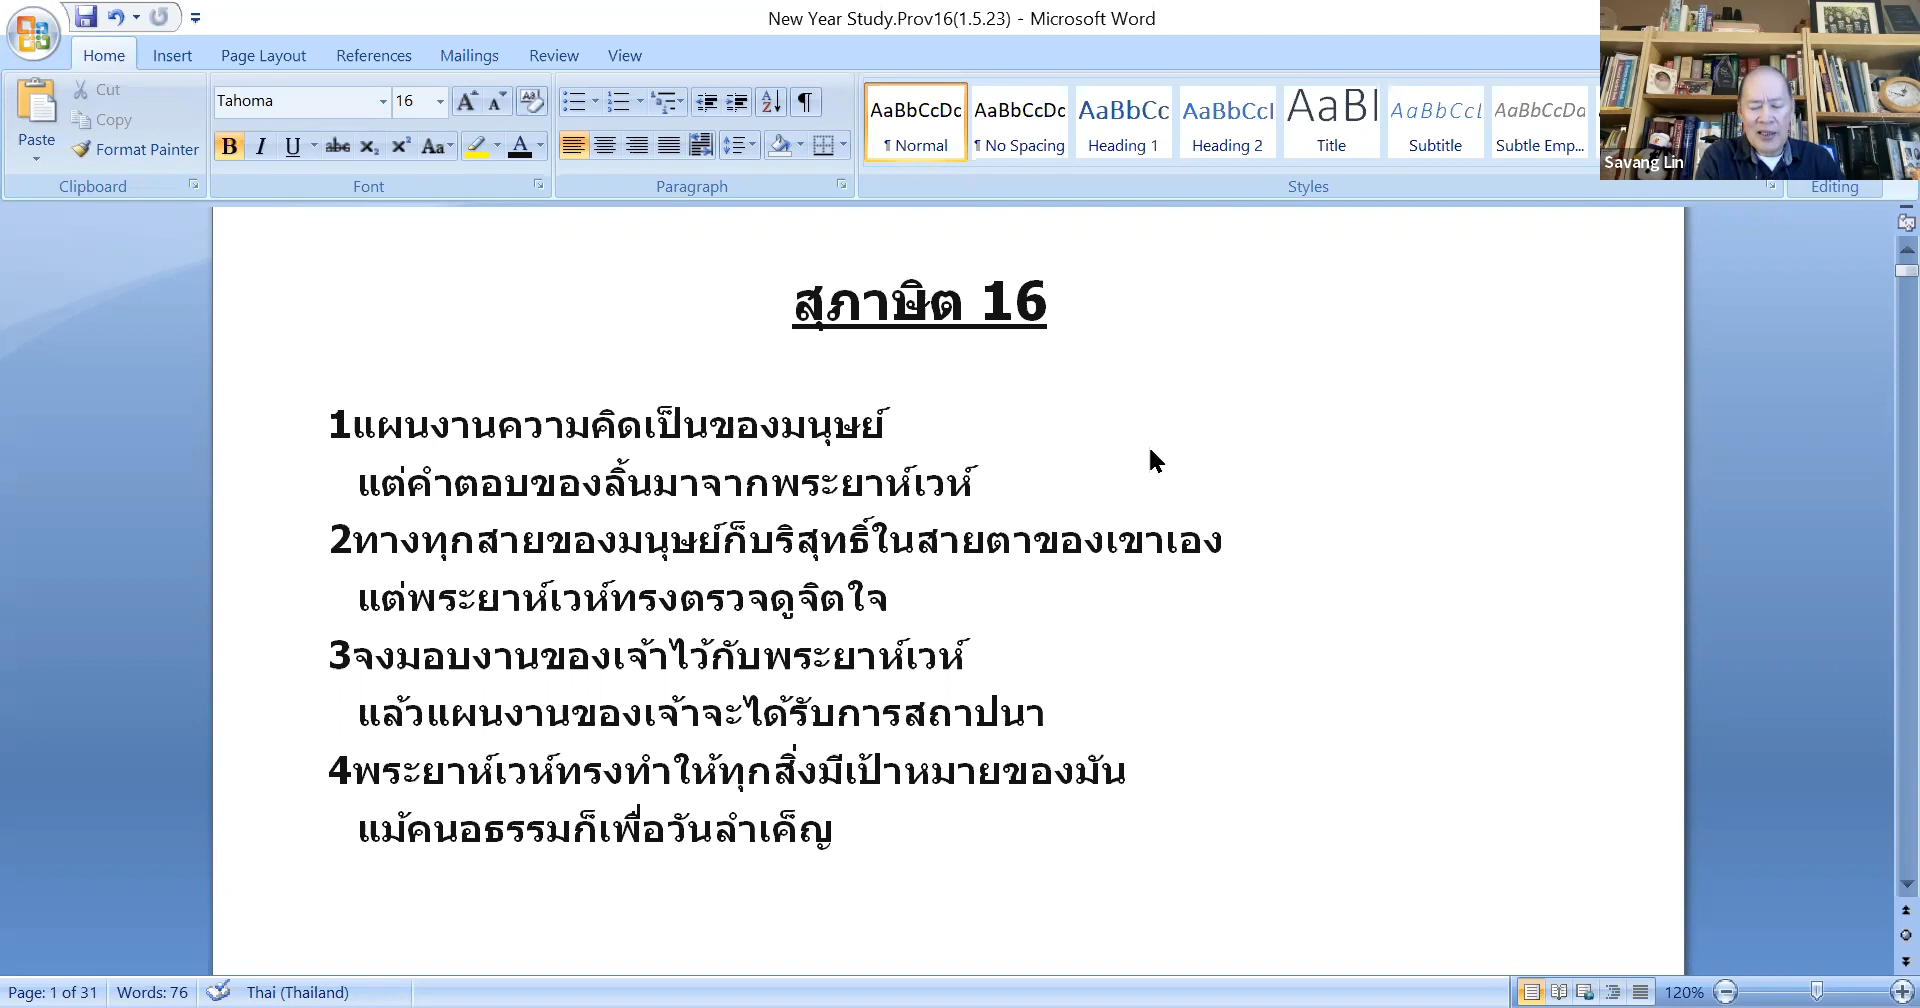 New Year Study.Prov16(1.5.23) - Microsoft Word
Home Insert Page Layout References Mailings Review View
Paste
Cut
Copy
Format Painter
Clipboard
Tahoma 16
B I U abc x₂ x² Aa A
Font
Paragraph
AaBbCcDc AaBbCcDc AaBbCc AaBbCcI AaBl AaBbCcL AaBbCcDa
¶ Normal ¶ No Spacing Heading 1 Heading 2 Title Subtitle Subtle Emp...
Styles
Editing
Savang Lin
สุภาษิต 16
1แผนงานความคิดเป็นของมนุษย์
แต่คำตอบของลิ้นมาจากพระยาห์เวห์
2ทางทุกสายของมนุษย์ก็บริสุทธิ์ในสายตาของเขาเอง
แต่พระยาห์เวห์ทรงตรวจดูจิตใจ
3จงมอบงานของเจ้าไว้กับพระยาห์เวห์
แล้วแผนงานของเจ้าจะได้รับการสถาปนา
4พระยาห์เวห์ทรงทำให้ทุกสิ่งมีเป้าหมายของมัน
แม้คนอธรรมก็เพื่อวันลำเค็ญ
Page: 1 of 31 Words: 76 Thai (Thailand) 120%